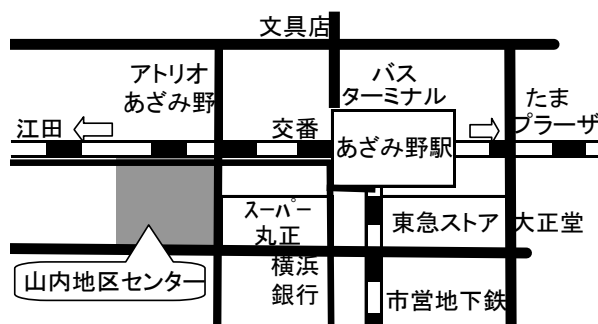 文具店
アトリオ
あざみ野
バス
ターミナル
たま
プラーザ
江田
交番
あざみ野駅
スーパー
丸正
東急ストア
大正堂
横浜
銀行
山内地区センター
市営地下鉄